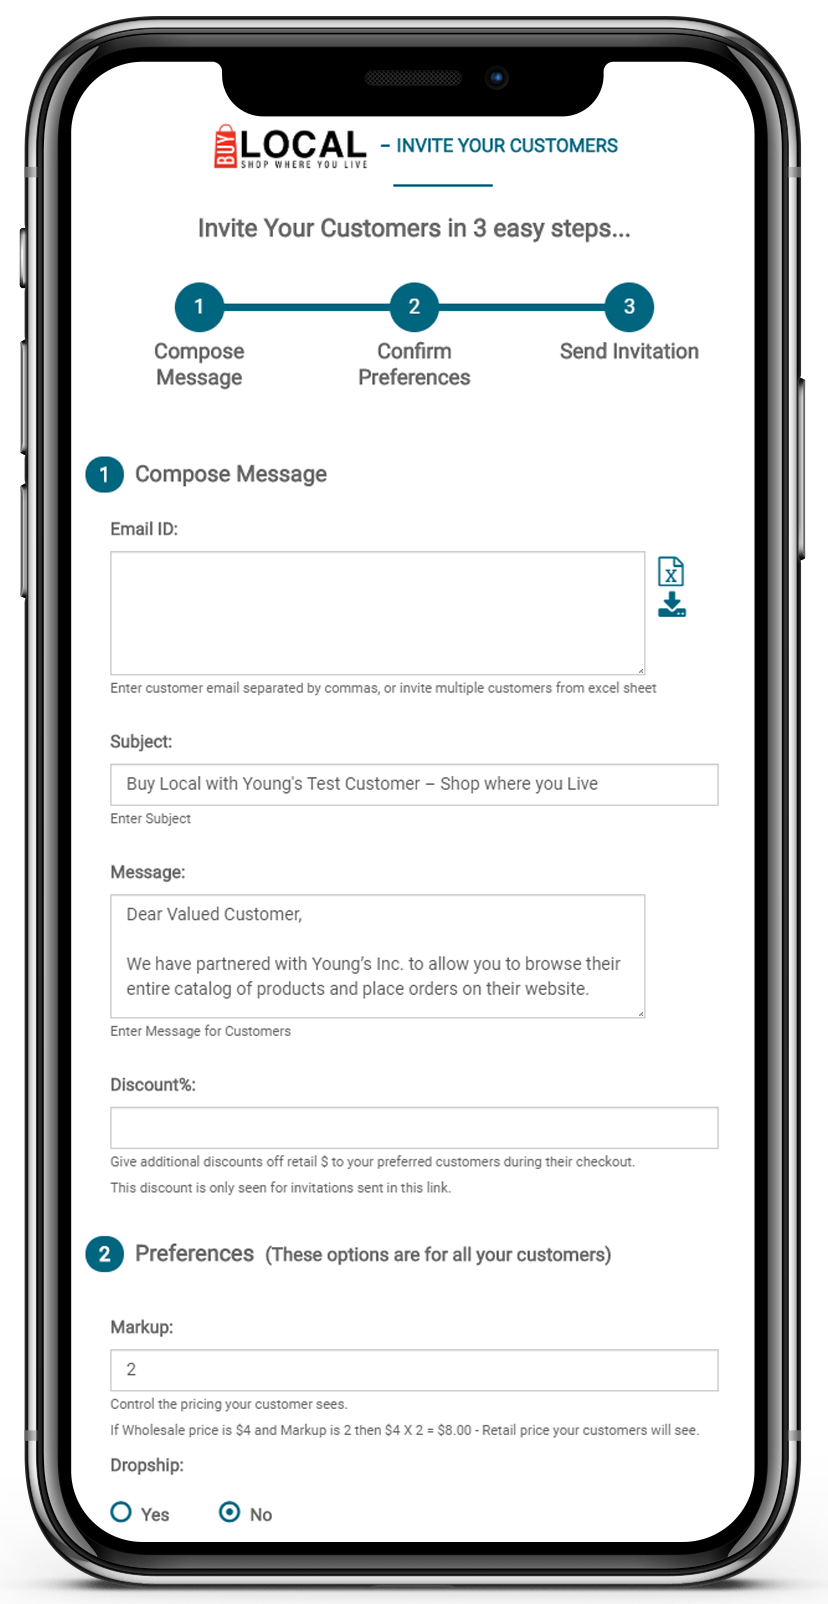 BUY LOCAL – INVITE YOUR CUSTOMERS
SHOP WHERE YOU LIVE
Invite Your Customers in 3 easy steps...
1 2 3
Compose Message
Confirm Preferences
Send Invitation
1 Compose Message
Email ID:
X
Enter customer email separated by commas, or invite multiple customers from excel sheet
Subject:
Buy Local with Young's Test Customer – Shop where you Live
Enter Subject
Message:
Dear Valued Customer,
We have partnered with Young’s Inc. to allow you to browse their
entire catalog of products and place orders on their website.
Enter Message for Customers
Discount%:
Give additional discounts off retail $ to your preferred customers during their checkout.
This discount is only seen for invitations sent in this link.
2 Preferences (These options are for all your customers)
Markup:
2
Control the pricing your customer sees.
If Wholesale price is $4 and Markup is 2 then $4 X 2 = $8.00 - Retail price your customers will see.
Dropship:
Yes No